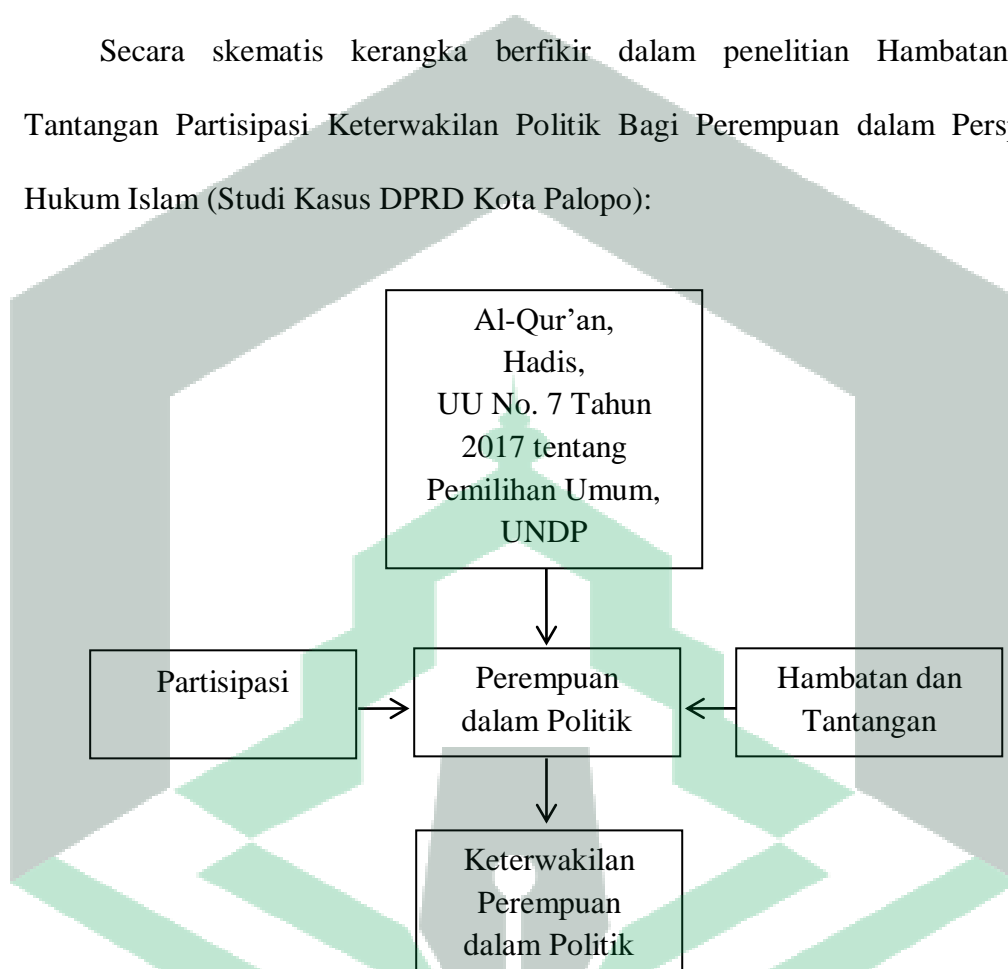 Secara skematis kerangka berfikir dalam penelitian Hambatan
Tantangan Partisipasi Keterwakilan Politik Bagi Perempuan dalam
Hukum Islam (Studi Kasus DPRD Kota Palopo):
Al-Qur’an,
Hadis,
UU No. 7 Tahun
2017 tentang
Pemilihan Umum,
UNDP
Partisipasi
Perempuan
dalam Politik
Hambatan dan
Tantangan
Keterwakilan
Perempuan
dalam Politik